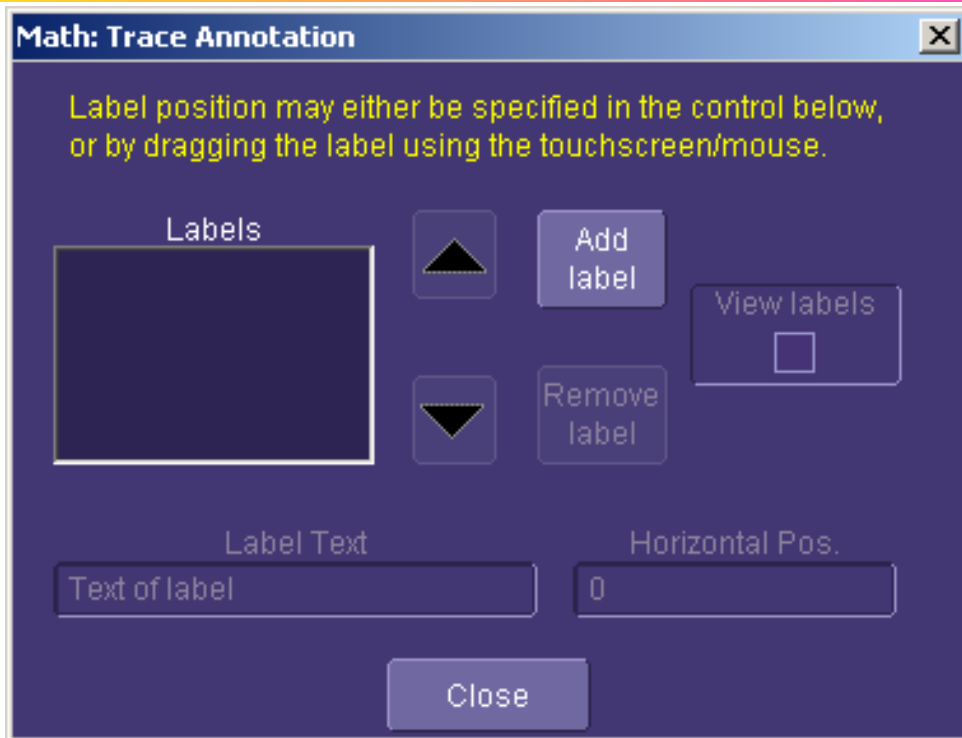 Math: Trace Annotation
Label position may either be specified in the control below,
or by dragging the label using the touchscreen/mouse.
Labels
Add
label
View labels
Remove
label
Label Text
Horizontal Pos.
Text of label
0
Close